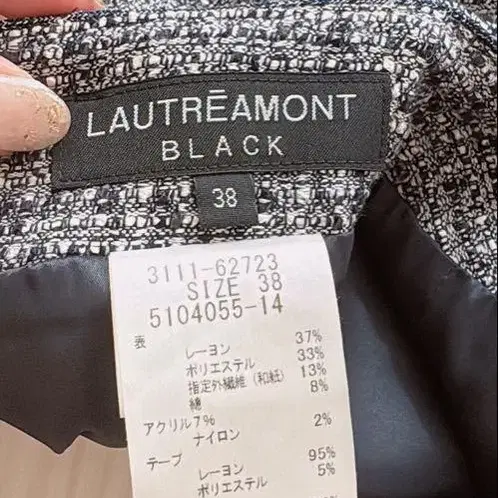 LAUTRĒAMONT
BLACK
38
3111-62723
SIZE 38
5104055-14
表
レーヨン 37%
ポリエステル 33%
指定外繊維（和紙） 13%
綿 8%
アクリル7%
ナイロン 2%
テープ
レーヨン 95%
ポリエステル 5%